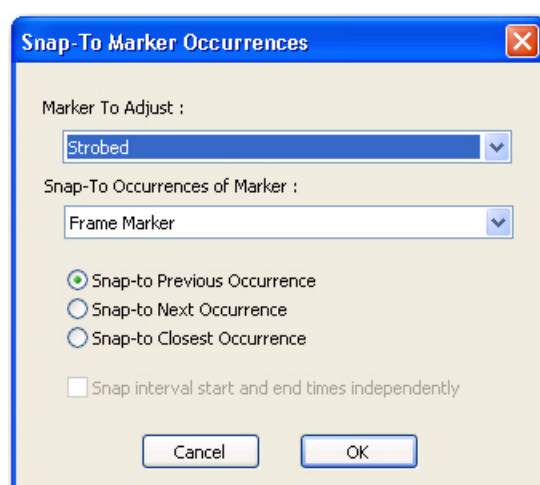 Snap-To Marker Occurrences
Marker To Adjust :
Strobed
Snap-To Occurrences of Marker :
Frame Marker
Snap-to Previous Occurrence
Snap-to Next Occurrence
Snap-to Closest Occurrence
Snap interval start and end times independently
Cancel OK